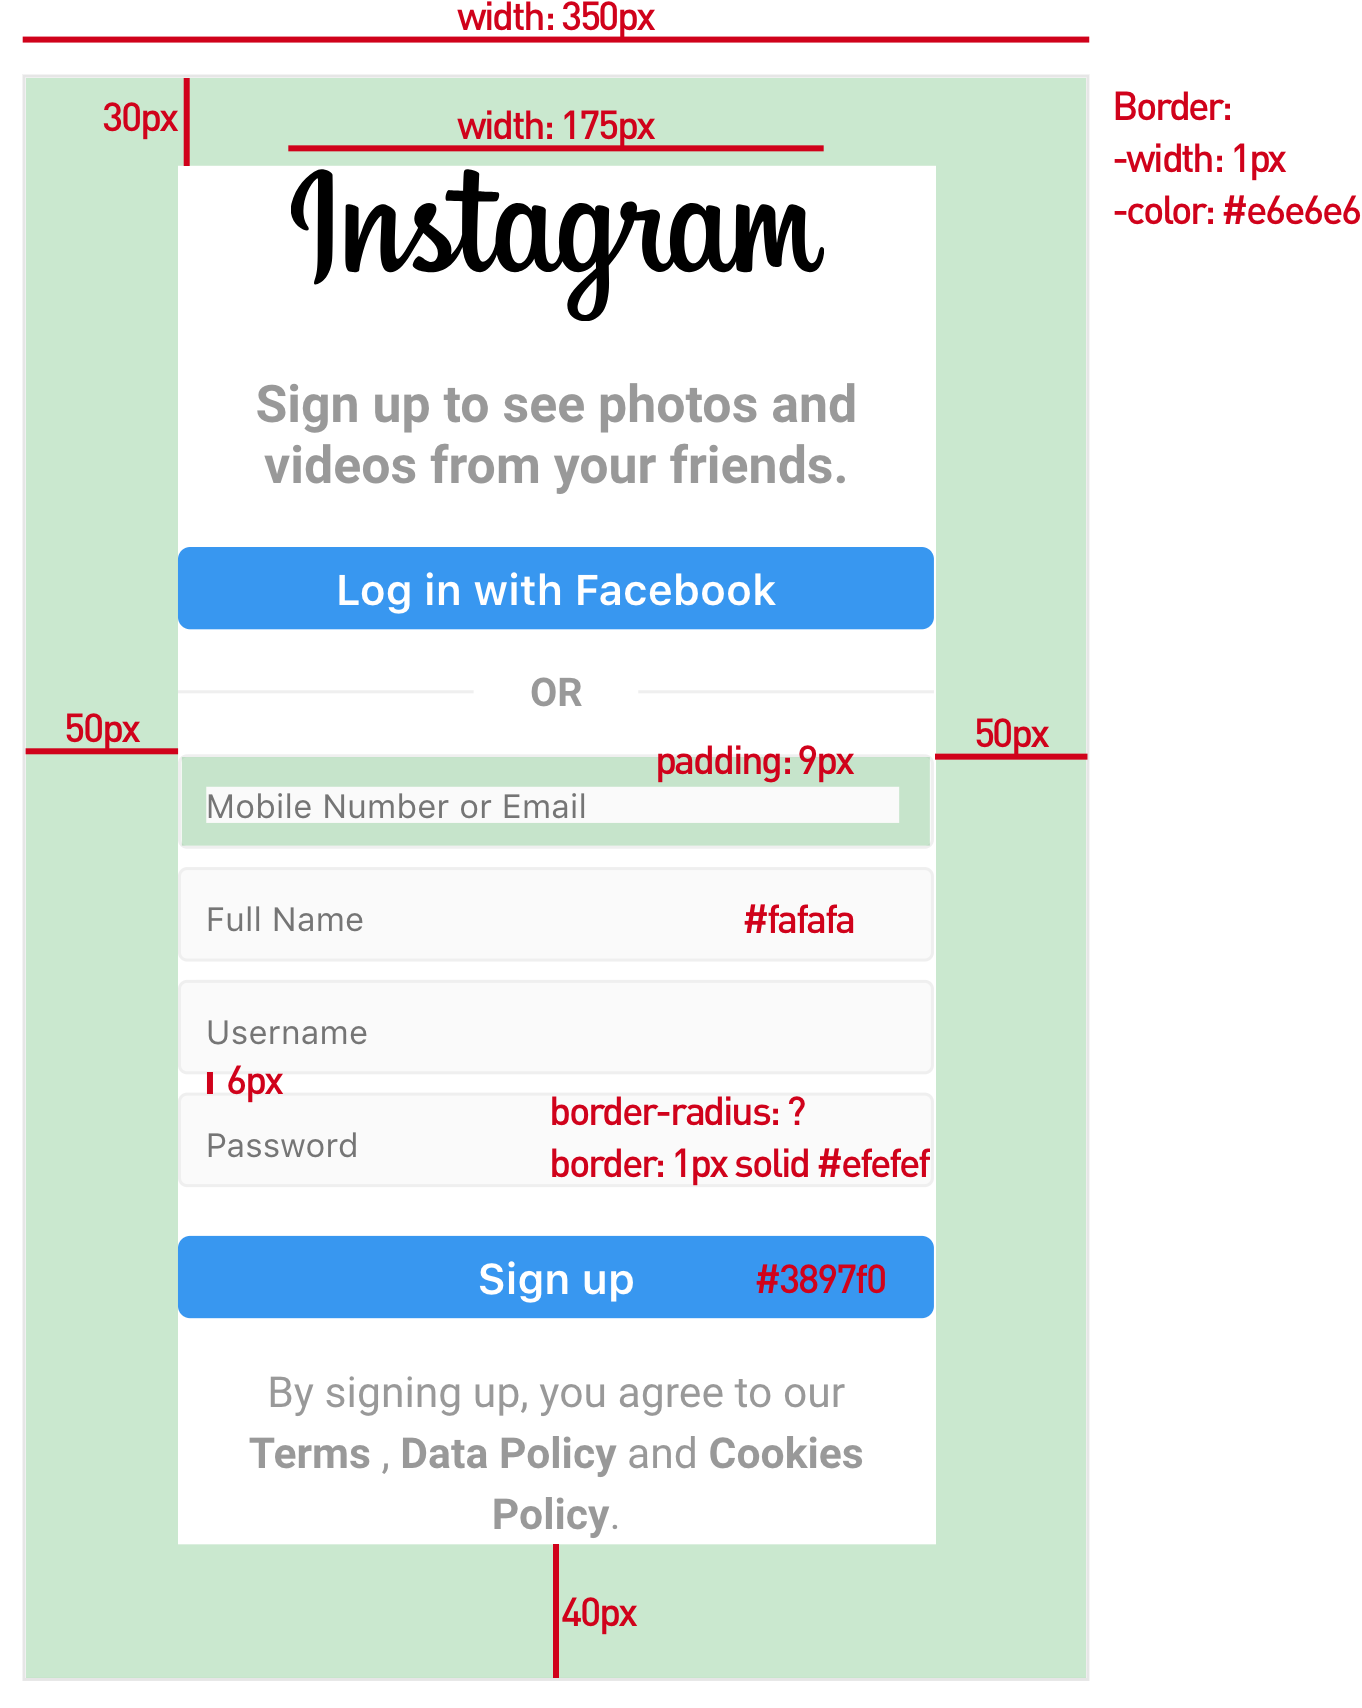 width: 350px
30px
width: 175px
Border:
-width: 1px
-color: #e6e6e6
Instagram
Sign up to see photos and
videos from your friends.
Log in with Facebook
OR
50px
50px
padding: 9px
Mobile Number or Email
Full Name
#fafafa
Username
6px
border-radius: ?
Password
border: 1px solid #efefef
Sign up
#3897f0
By signing up, you agree to our
Terms , Data Policy and Cookies
Policy.
40px